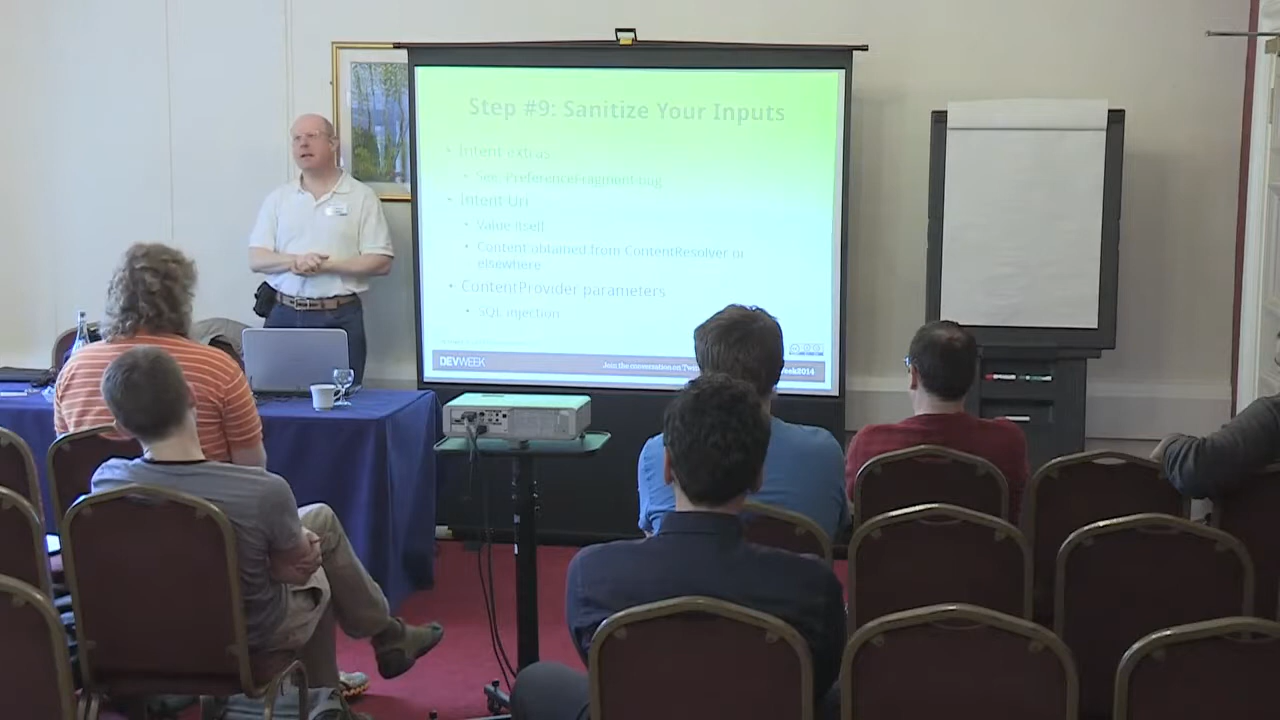 Step #9: Sanitize Your Inputs
Intent extras
See: PreferenceFragment bug
Intent Uri
Value itself
Content obtained from ContentResolver or
elsewhere
ContentProvider parameters
SQL injection
DEVWEEK
Join the conversation on
2014